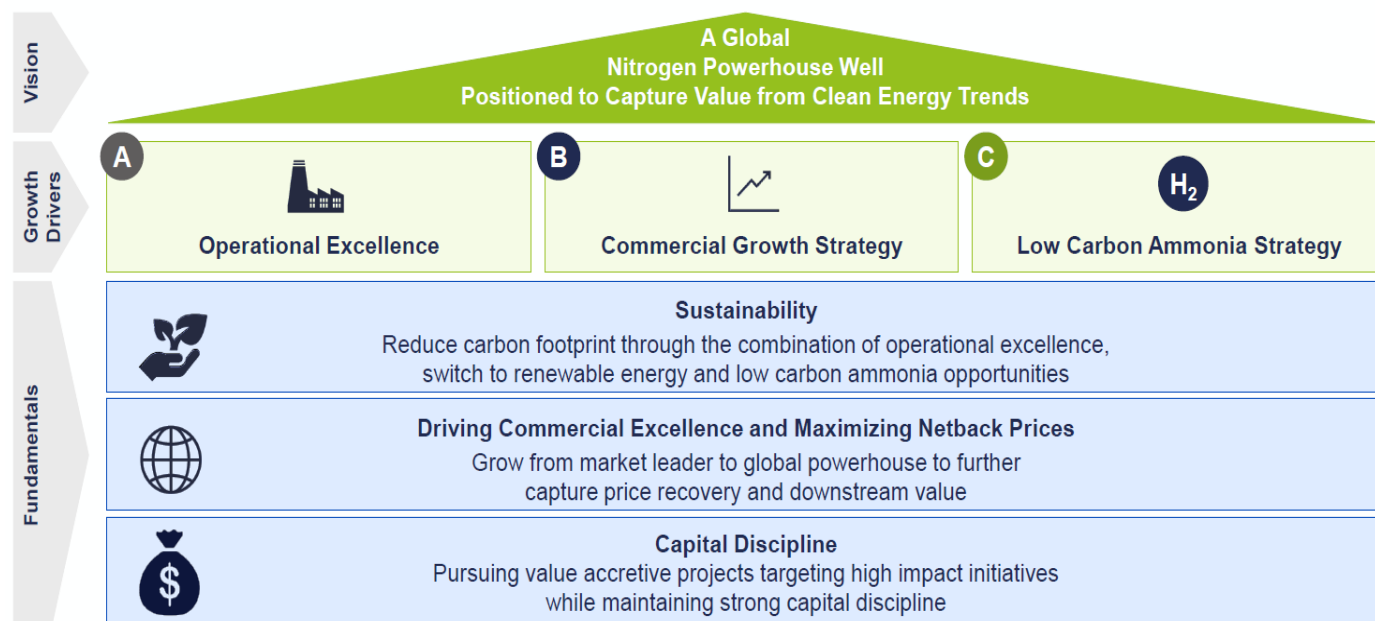 Vision
A Global
Nitrogen Powerhouse Well
Positioned to Capture Value from Clean Energy Trends
Growth
Drivers
A
Operational Excellence
B
Commercial Growth Strategy
C
H₂
Low Carbon Ammonia Strategy
Fundamentals
Sustainability
Reduce carbon footprint through the combination of operational excellence,
switch to renewable energy and low carbon ammonia opportunities
Driving Commercial Excellence and Maximizing Netback Prices
Grow from market leader to global powerhouse to further
capture price recovery and downstream value
$
Capital Discipline
Pursuing value accretive projects targeting high impact initiatives
while maintaining strong capital discipline